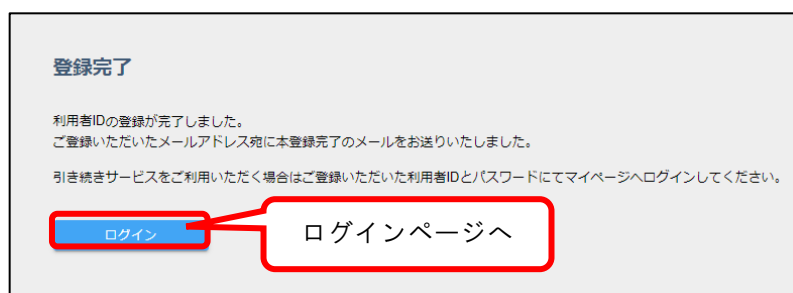 登録完了
利用者IDの登録が完了しました。
ご登録いただいたメールアドレス宛に本登録完了のメールをお送りいたしました。
引き続きサービスをご利用いただく場合はご登録いただいた利用者IDとパスワードにてマイページへログインしてください。
ログイン
ログインページへ